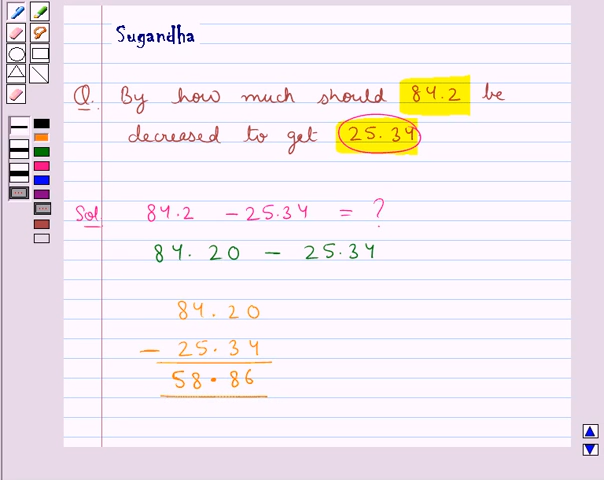 Sugandha
Q. By how much should 84.2 be
decreased to get 25.34
Sol 84.2 - 25.34 = ?
84.20 - 25.34
84.20
- 25.34
58.86